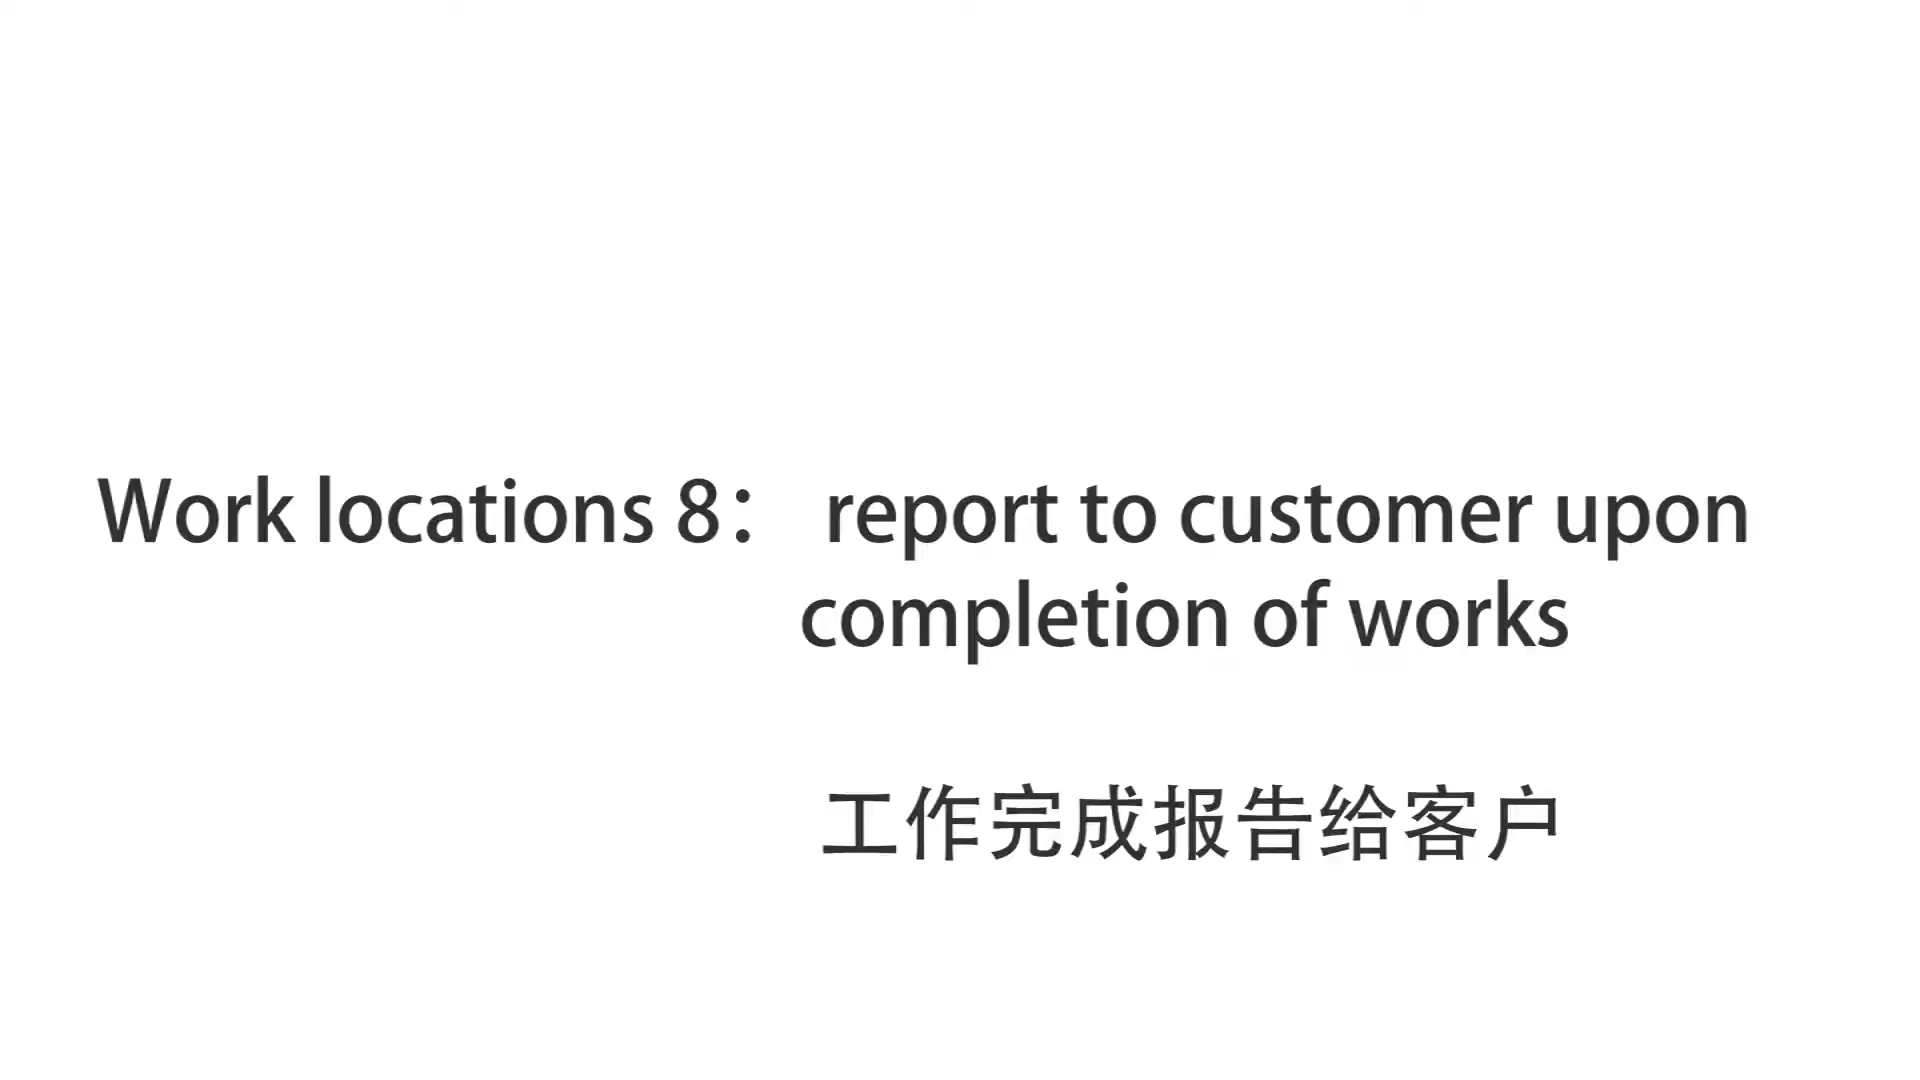 Work locations 8： report to customer upon
completion of works
工作完成报告给客户